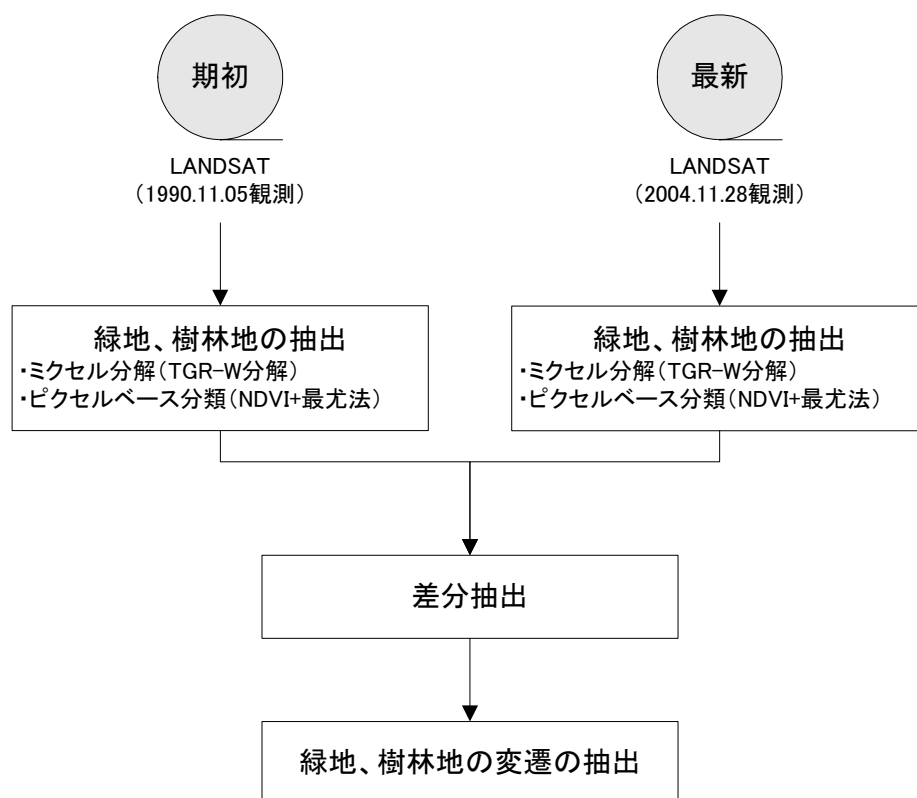 期初
LANDSAT
（1990.11.05観測）
最新
LANDSAT
（2004.11.28観測）
緑地、樹林地の抽出
・ミクセル分解（TGR-W分解）
・ピクセルベース分類（NDVI+最尤法）
緑地、樹林地の抽出
・ミクセル分解（TGR-W分解）
・ピクセルベース分類（NDVI+最尤法）
差分抽出
緑地、樹林地の変遷の抽出